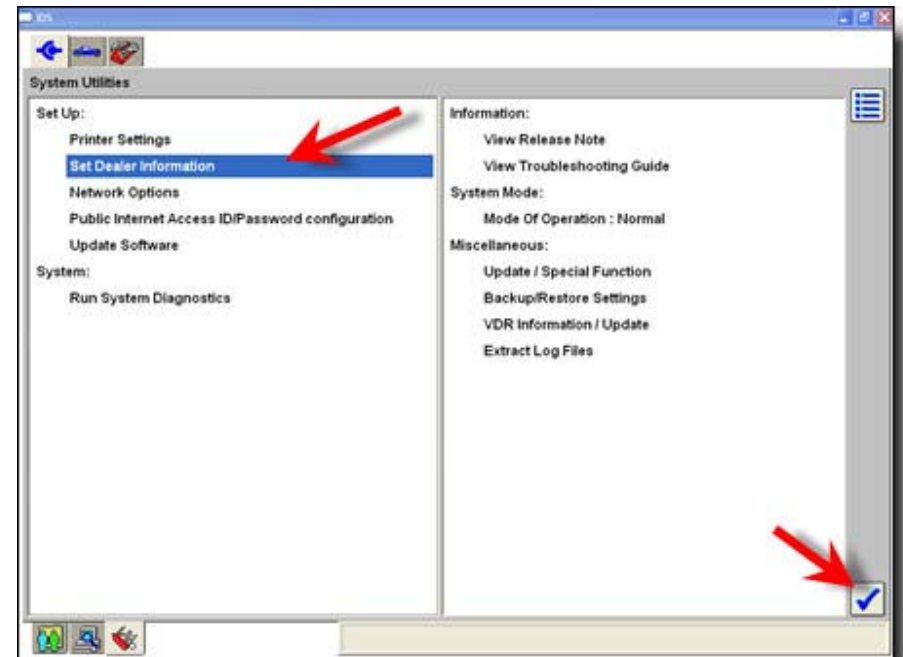 IDS
System Utilities
Set Up:
Printer Settings
Set Dealer Information
Network Options
Public Internet Access ID/Password configuration
Update Software
System:
Run System Diagnostics
Information:
View Release Note
View Troubleshooting Guide
System Mode:
Mode Of Operation : Normal
Miscellaneous:
Update / Special Function
Backup/Restore Settings
VDR Information / Update
Extract Log Files